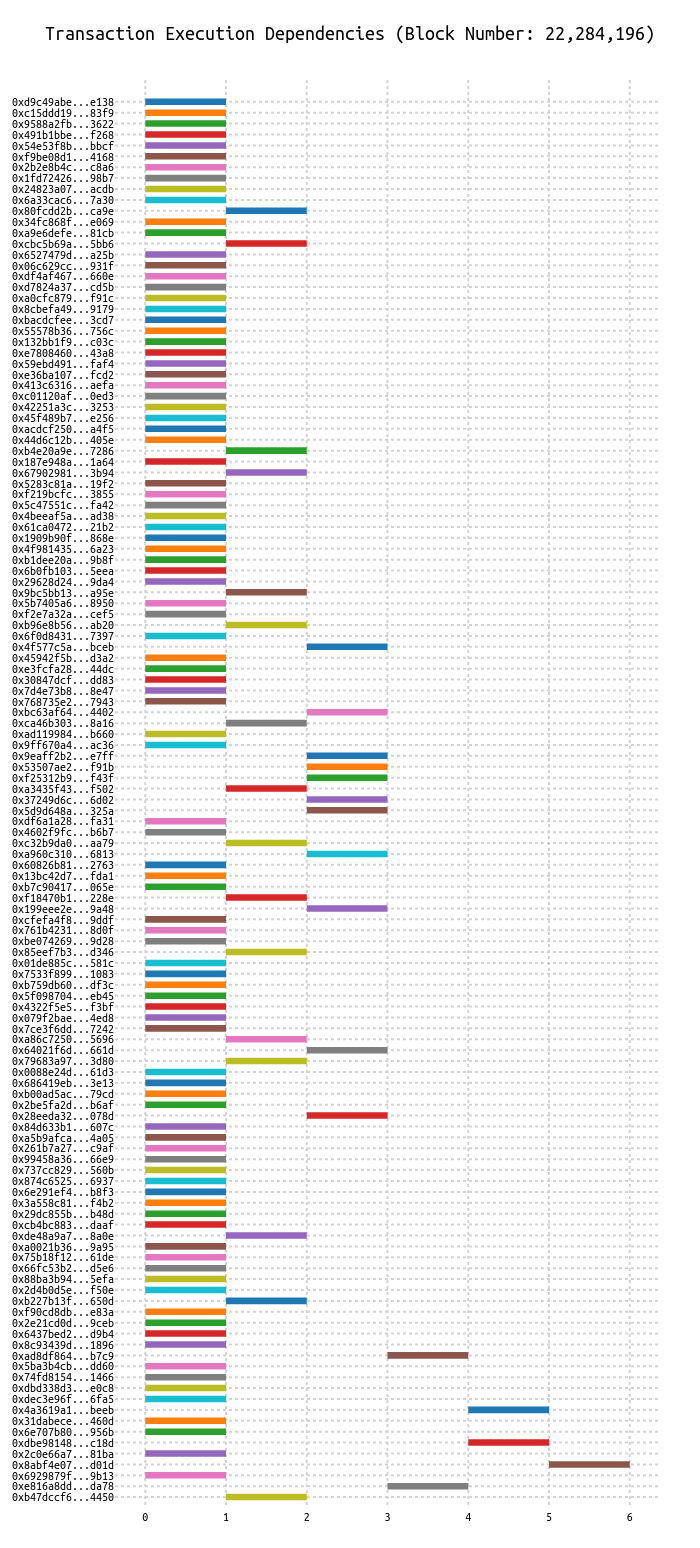 Transaction Execution Dependencies (Block Number: 22,284,196)
0xd9c49abe...e138
0xc15ddd19...83f9
0x9588a2fb...3622
0x491b1bbe...f268
0x54e53f8b...bbcf
0xf9be08d1...4168
0x2b2e8b4c...c8a6
0x1fd72426...98b7
0x24823a07...acdb
0x6a33cac6...7a30
0x80fcdd2b...ca9e
0x34fc868f...e069
0xa9e6defe...81cb
0xcbc5b69a...5bb6
0x6527479d...a25b
0x06c629cc...931f
0xdf4af467...660e
0xd7824a37...cd5b
0xa0cfc879...f91c
0x8cbefa49...9179
0xbacdcfee...3cd7
0x55578b36...756c
0x132bb1f9...c03c
0xe7808460...43a8
0x59ebd491...faf4
0xe36ba107...fcd2
0x413c6316...aefa
0xc01120af...0ed3
0x42251a3c...3253
0x45f489b7...e256
0xacdcf250...a4f5
0x44d6c12b...405e
0xb4e20a9e...7286
0x187e948a...1a64
0x67902981...3b94
0x5283c81a...19f2
0xf219bcfc...3855
0x5c47551c...fa42
0x4beeaf5a...ad38
0x61ca0472...21b2
0x1909b90f...868e
0x4f981435...6a23
0xb1dee20a...9b8f
0x6b0fb103...5eea
0x29628d24...9da4
0x9bc5bb13...a95e
0x5b7405a6...8950
0xf2e7a32a...cef5
0xb96e8b56...ab20
0x6f0d8431...7397
0x4f577c5a...bceb
0x45942f5b...d3a2
0xe3fcfa28...44dc
0x30847dcf...dd83
0x7d4e73b8...8e47
0x768735e2...7943
0xbc63af64...4402
0xca46b303...8a16
0xad119984...b660
0x9ff670a4...ac36
0x9eaff2b2...e7ff
0x53507ae2...f91b
0xf25312b9...f43f
0xa3435f43...f502
0x37249d6c...6d02
0x5d9d648a...325a
0xdf6a1a28...fa31
0x4602f9fc...b6b7
0xc32b9da0...aa79
0xa960c310...6813
0x60826b81...2763
0x13bc42d7...fda1
0xb7c90417...065e
0xf18470b1...228e
0x199eee2e...9a48
0xcfefa4f8...9ddf
0x761b4231...8d0f
0xbe074269...9d28
0x85eef7b3...d346
0x01de885c...581c
0x7533f899...1083
0xb759db60...df3c
0x5f098704...eb45
0x4322f5e5...f3bf
0x079f2bae...4ed8
0x7ce3f6dd...7242
0xa86c7250...5696
0x64021f6d...661d
0x79683a97...3d80
0x0088e24d...61d3
0x686419eb...3e13
0xb00ad5ac...79cd
0x2be5fa2d...b6af
0x28eeda32...078d
0x84d633b1...607c
0xa5b9afca...4a05
0x261b7a27...c9af
0x99458a36...66e9
0x737cc829...560b
0x874c6525...6937
0x6e291ef4...b8f3
0x3a558c81...f4b2
0x29dc855b...b48d
0xcb4bc883...daaf
0xde48a9a7...8a0e
0xa0021b36...9a95
0x75b18f12...61de
0x66fc53b2...d5e6
0x88ba3b94...5efa
0x2d4b0d5e...f50e
0xb227b13f...650d
0xf90cd8db...e83a
0x2e21cd0d...9ceb
0x6437bed2...d9b4
0x8c93439d...1896
0xad8df864...b7c9
0x5ba3b4cb...dd60
0x74fd8154...1466
0xdbd338d3...e0c8
0xdec3e96f...6fa5
0x4a3619a1...beeb
0x31dabece...460d
0x6e707b80...956b
0xdbe98148...c18d
0x2c0e66a7...81ba
0x8abf4e07...d01d
0x6929879f...9b13
0xe816a8dd...da78
0xb47dccf6...4450
0 1 2 3 4 5 6